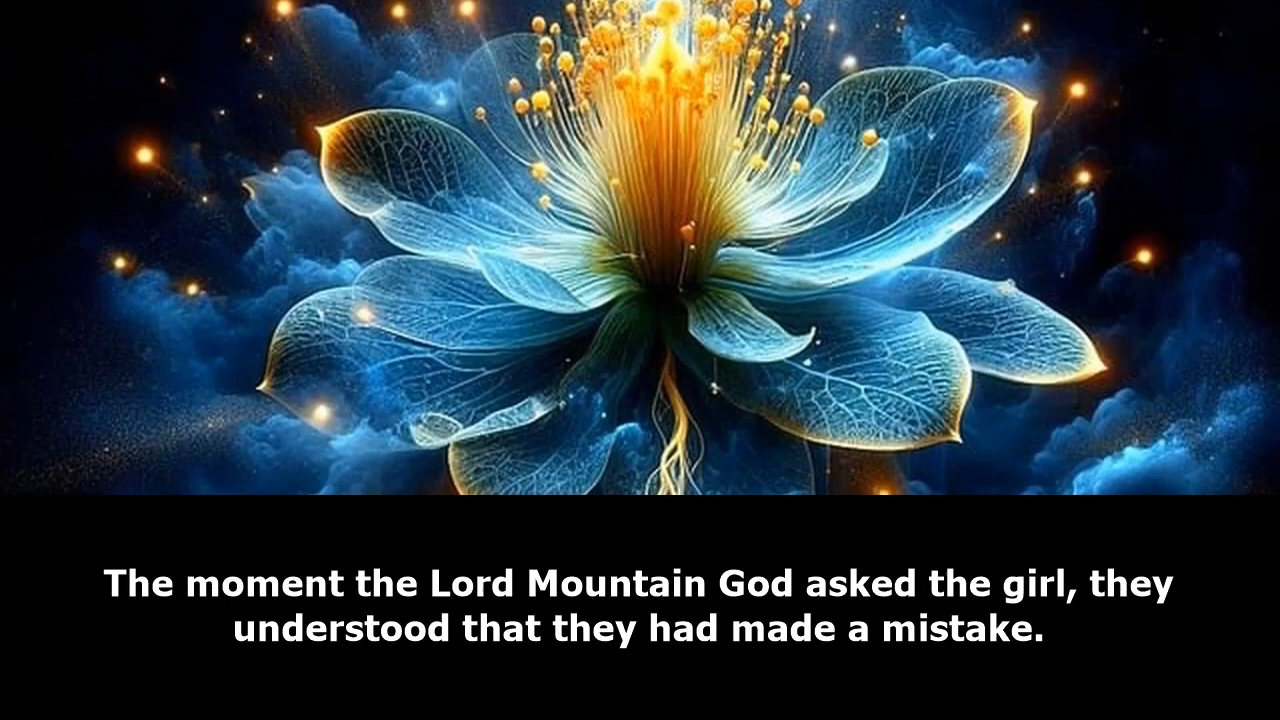 The moment the Lord Mountain God asked the girl, they
understood that they had made a mistake.